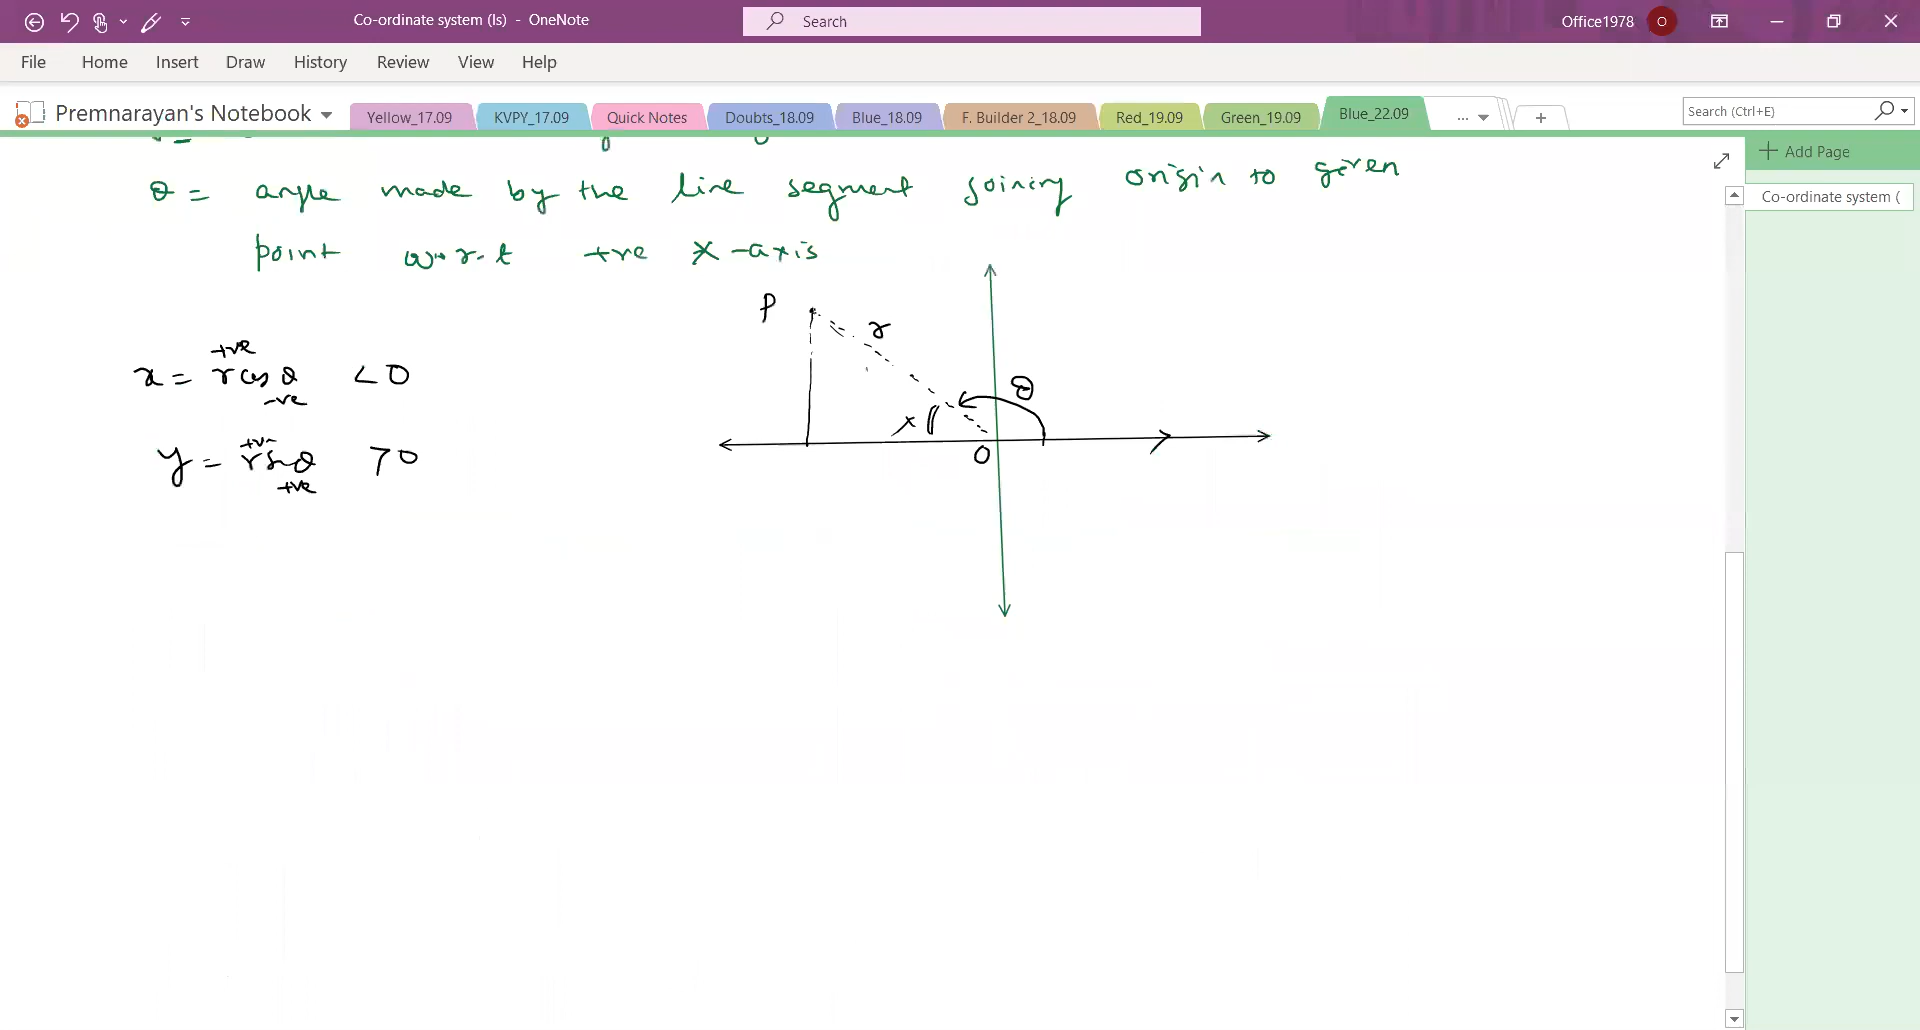 Co-ordinate system (ls) - OneNote
Search
Office1978
O
File Home Insert Draw History Review View Help
Premnarayan's Notebook
Yellow_17.09
KVPY_17.09
Quick Notes
Doubts_18.09
Blue_18.09
F. Builder 2_18.09
Red_19.09
Green_19.09
Blue_22.09
...
+
Search (Ctrl+E)
+ Add Page
Co-ordinate system (
θ = angle made by the line segment joining origin to given
point w.r.t +ve X-axis
P
r
θ
O
+ve
x = r cos θ < 0
-ve
+ve
y = r sin θ > 0
+ve